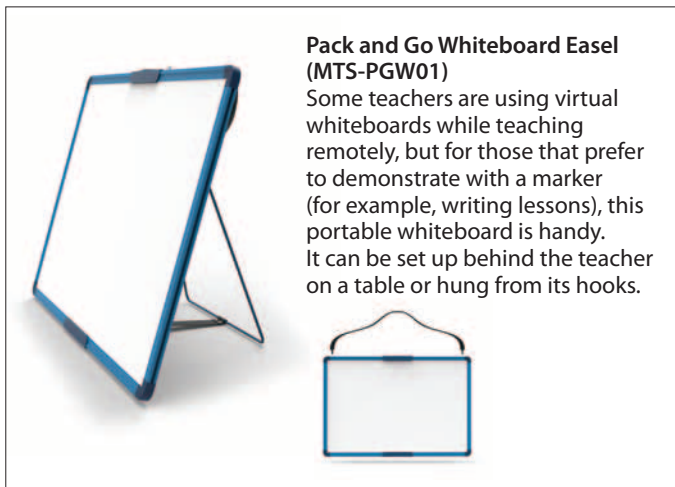 Pack and Go Whiteboard Easel
(MTS-PGW01)
Some teachers are using virtual
whiteboards while teaching
remotely, but for those that prefer
to demonstrate with a marker
(for example, writing lessons), this
portable whiteboard is handy.
It can be set up behind the teacher
on a table or hung from its hooks.